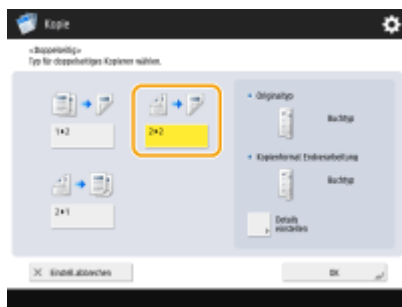 Kopie
<Doppelseitig>
Typ für doppelseitiges Kopieren wählen.
1▸2
2▸2
2▸1
Originaltyp
Buchtyp
Kopienformat Endverarbeitung
Buchtyp
Details
einstellen
Einstell.abbrechen
OK